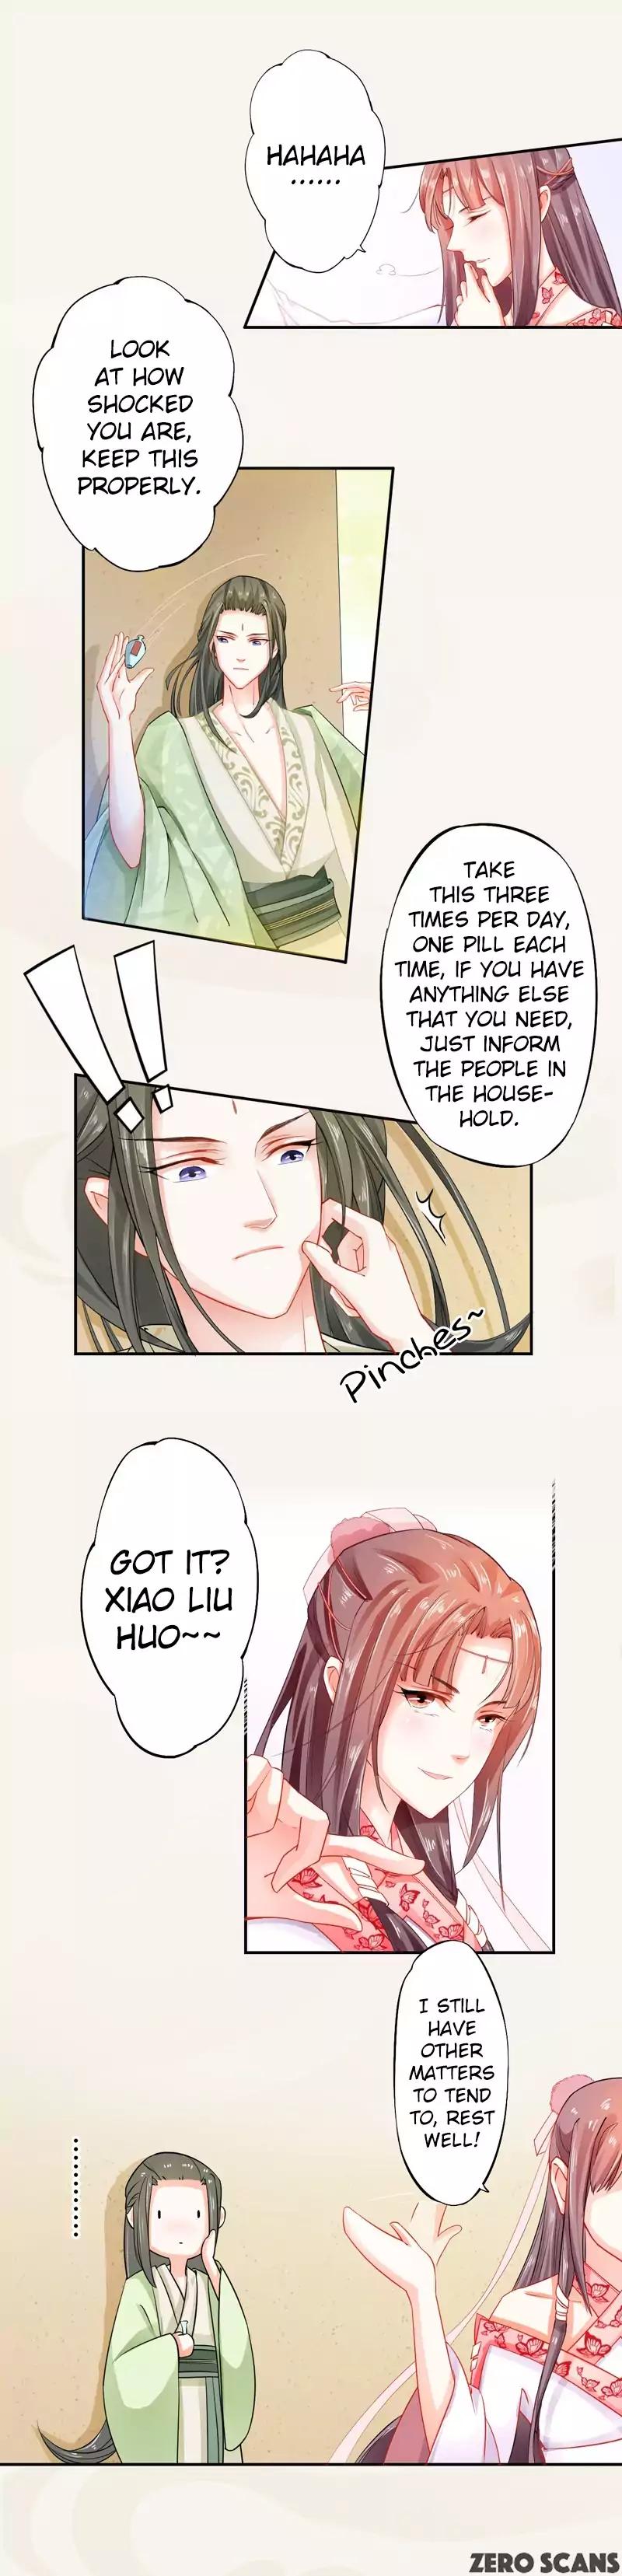 HAHAHA
······
LOOK
AT HOW
SHOCKED
YOU ARE,
KEEP THIS
PROPERLY.
TAKE
THIS THREE
TIMES PER DAY,
ONE PILL EACH
TIME, IF YOU HAVE
ANYTHING ELSE
THAT YOU NEED,
JUST INFORM
THE PEOPLE IN
THE HOUSE-
HOLD.
!!
Pinches~
GOT IT?
XIAO LIU
HUO~~
I STILL
HAVE
OTHER
MATTERS
TO TEND
TO, REST
WELL!
·········
ZERO SCANS